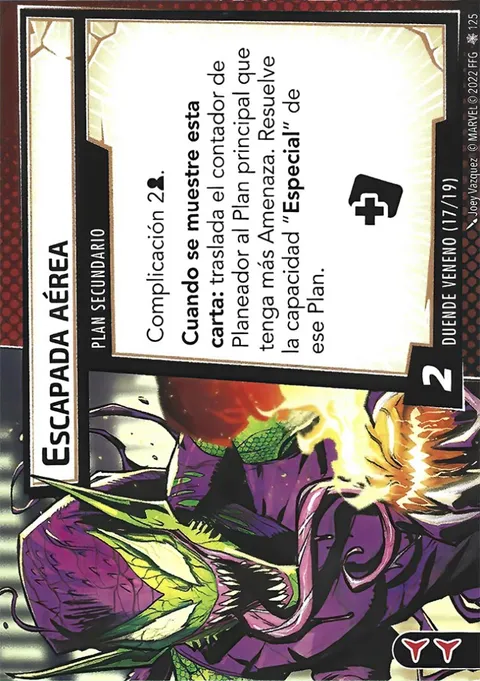 ESCAPADA AÉREA
PLAN SECUNDARIO
Complicación 2.
Cuando se muestre esta
carta: traslada el contador de
Planeador al Plan principal que
tenga más Amenaza. Resuelve
la capacidad "Especial" de
ese Plan.
2
DUENDE VENENO (17/19)
Joey Vazquez © MARVEL © 2022 FFG 125